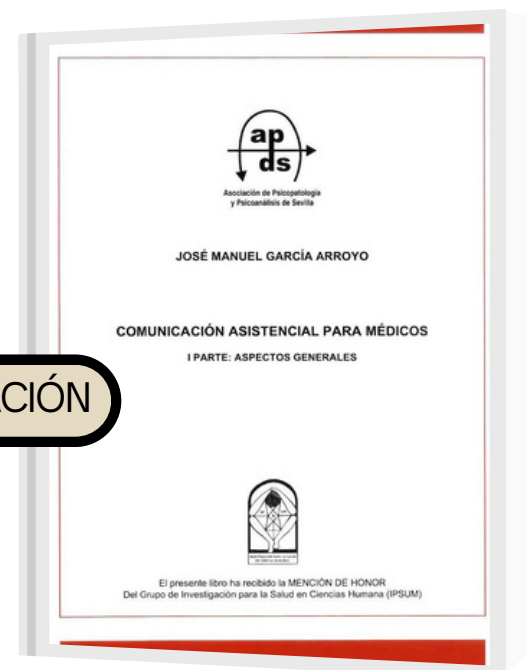 ap
ds
Asociación de Psicopatología
y Psicoanálisis de Sevilla
JOSÉ MANUEL GARCÍA ARROYO
COMUNICACIÓN ASISTENCIAL PARA MÉDICOS
I PARTE: ASPECTOS GENERALES
ACIÓN
El presente libro ha recibido la MENCIÓN DE HONOR
Del Grupo de Investigación para la Salud en Ciencias Humana (IPSUM)